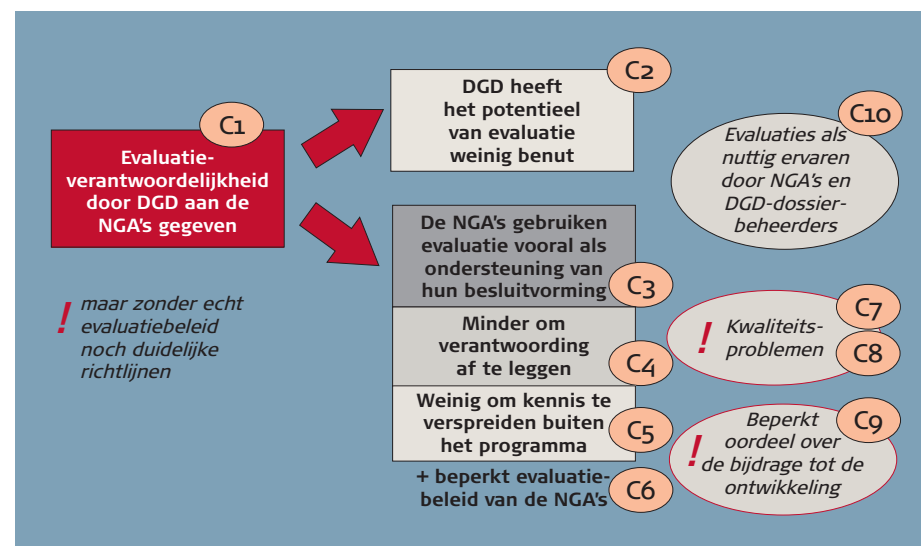 C1
Evaluatie-
verantwoordelijkheid
door DGD aan de
NGA's gegeven
! maar zonder echt
evaluatiebeleid
noch duidelijke
richtlijnen
C2
DGD heeft
het potentieel
van evaluatie
weinig benut
De NGA's gebruiken
evaluatie vooral als
ondersteuning van
hun besluitvorming
C3
Minder om
verantwoording
af te leggen
C4
Weinig om kennis te
verspreiden buiten
het programma
C5
+ beperkt evaluatie-
beleid van de NGA's
C6
C10
Evaluaties als
nuttig ervaren
door NGA's en
DGD-dossier-
beheerders
C7
! Kwaliteits-
problemen
C8
C9
! Beperkt
oordeel over
de bijdrage tot de
ontwikkeling